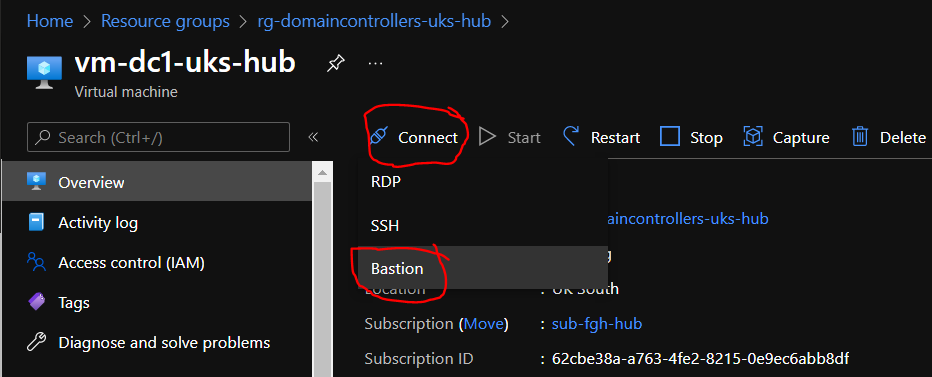 Home > Resource groups > rg-domaincontrollers-uks-hub >
vm-dc1-uks-hub
...
Virtual machine
Search (Ctrl+/)
«
Connect
Start
Restart
Stop
Capture
Delete
Overview
Activity log
Access control (IAM)
Tags
Diagnose and solve problems
RDP
SSH
Bastion
aincontrollers-uks-hub
g
Location : UK South
Subscription (Move) : sub-fgh-hub
Subscription ID : 62cbe38a-a763-4fe2-8215-0e9ec6abb8df